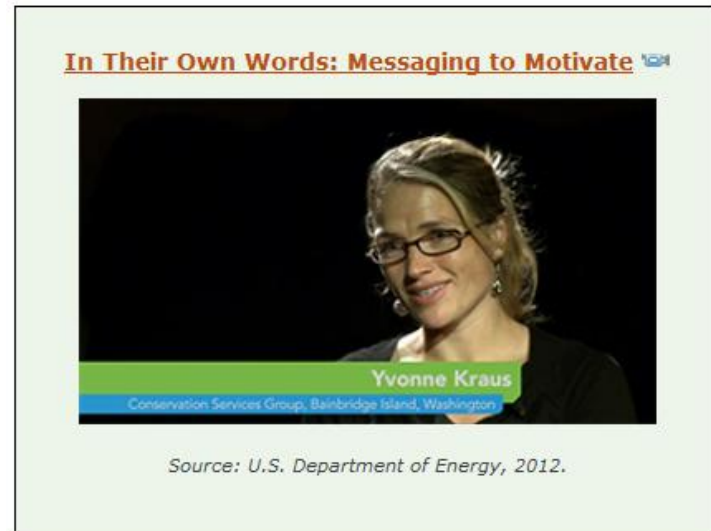 In Their Own Words: Messaging to Motivate
Yvonne Kraus
Conservation Services Group, Bainbridge Island, Washington
Source: U.S. Department of Energy, 2012.